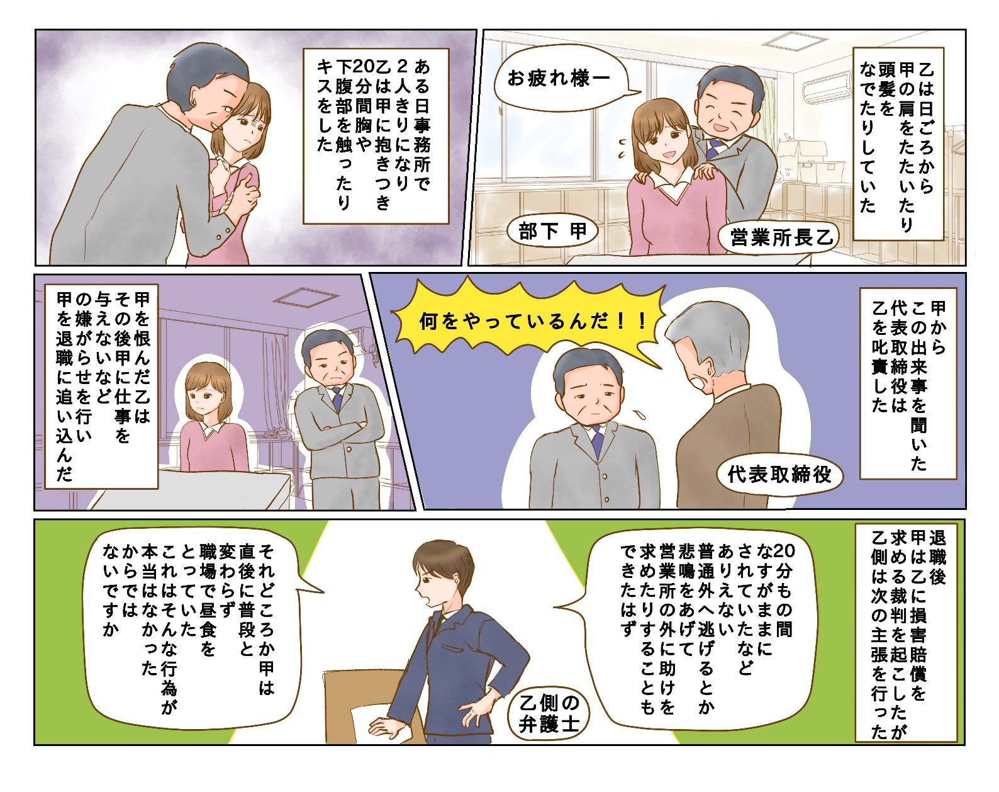 乙は日ごろから
甲の肩をたたいたり
頭髪を
なでたりしていた
お疲れ様ー
部下 甲
営業所長乙
ある日事務所で
2人きりになり
乙は甲に抱きつき
20分間胸や
下腹部を触ったり
キスをした
甲から
この出来事を聞いた
代表取締役は
乙を叱責した
何をやっているんだ！！
代表取締役
甲を恨んだ乙は
その後甲に仕事を
与えないなど
の嫌がらせを行い
甲を退職に追い込んだ
退職後
甲は乙に損害賠償を
求める裁判を起こしたが
乙側は次の主張を行った
20分もの間
なすがままに
されていたなど
ありえない
普通外へ逃げるとか
悲鳴をあげて
営業所の外に助けを
求めたりすることも
できたはず
乙側の
弁護士
それどころか甲は
直後に普段と
変わらず
職場で昼食を
とっていた
これはそんな行為が
本当はなかった
からでは
ないですか